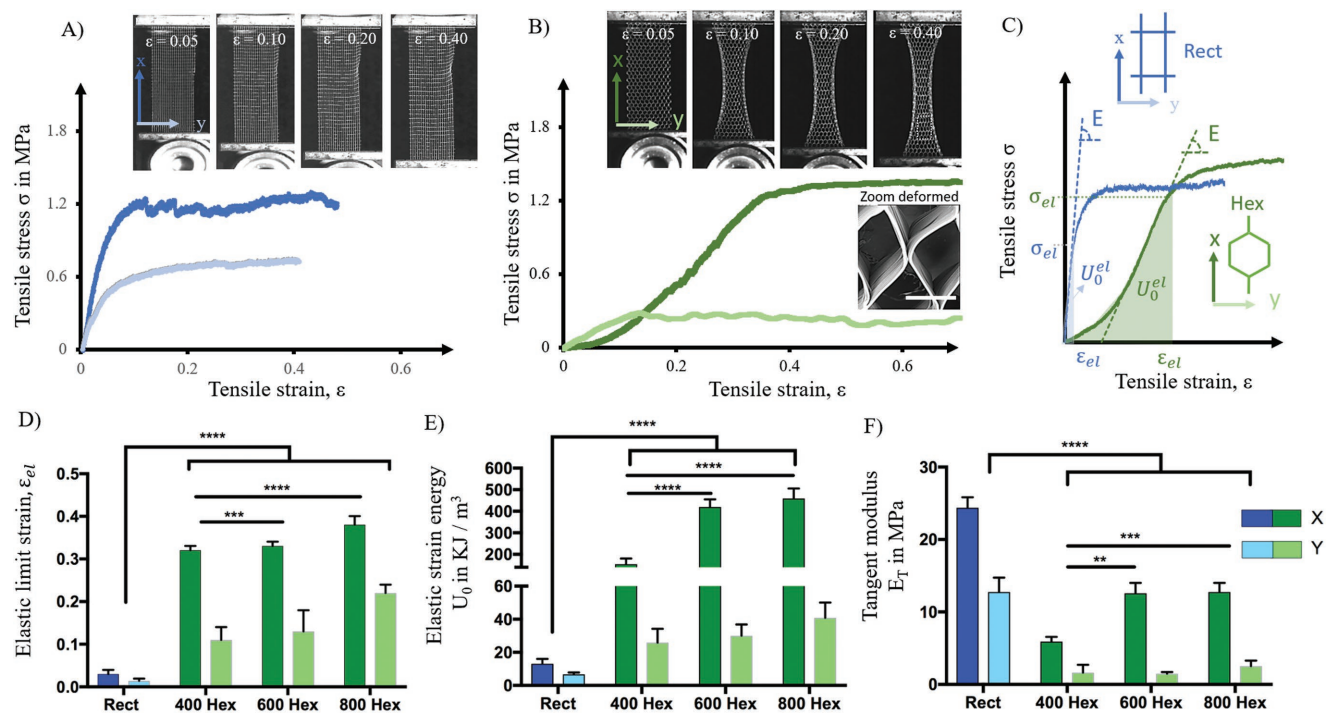 A)
ε = 0.05
ε = 0.10
ε = 0.20
ε = 0.40
x
y
Tensile stress σ in MPa
1.8
1.2
0.6
0
0
0.2
0.4
0.6
Tensile strain, ε
B)
ε = 0.05
ε = 0.10
ε = 0.20
ε = 0.40
x
y
Tensile stress σ in MPa
1.8
1.2
0.6
0
0
0.2
0.4
0.6
Tensile strain, ε
Zoom deformed
C)
x
y
Rect
E
E
Tensile stress σ
σel
σel
U0el
U0el
Hex
x
y
εel
εel
Tensile strain, ε
D)
****
****
***
Elastic limit strain, εel
0.5
0.4
0.3
0.2
0.1
0.0
Rect
400 Hex
600 Hex
800 Hex
E)
****
****
****
Elastic strain energy
U0 in KJ / m³
600
500
400
300
200
60
40
20
0
Rect
400 Hex
600 Hex
800 Hex
F)
****
***
**
Tangent modulus
ET in MPa
30
20
10
0
Rect
400 Hex
600 Hex
800 Hex
X
Y